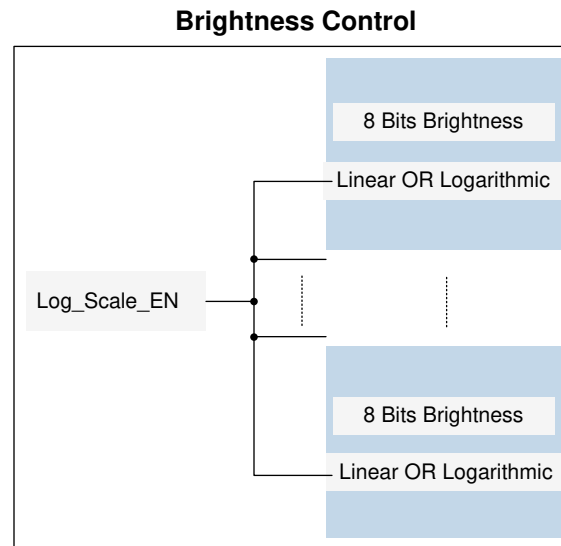 Brightness Control
8 Bits Brightness
Linear OR Logarithmic
Log_Scale_EN
8 Bits Brightness
Linear OR Logarithmic